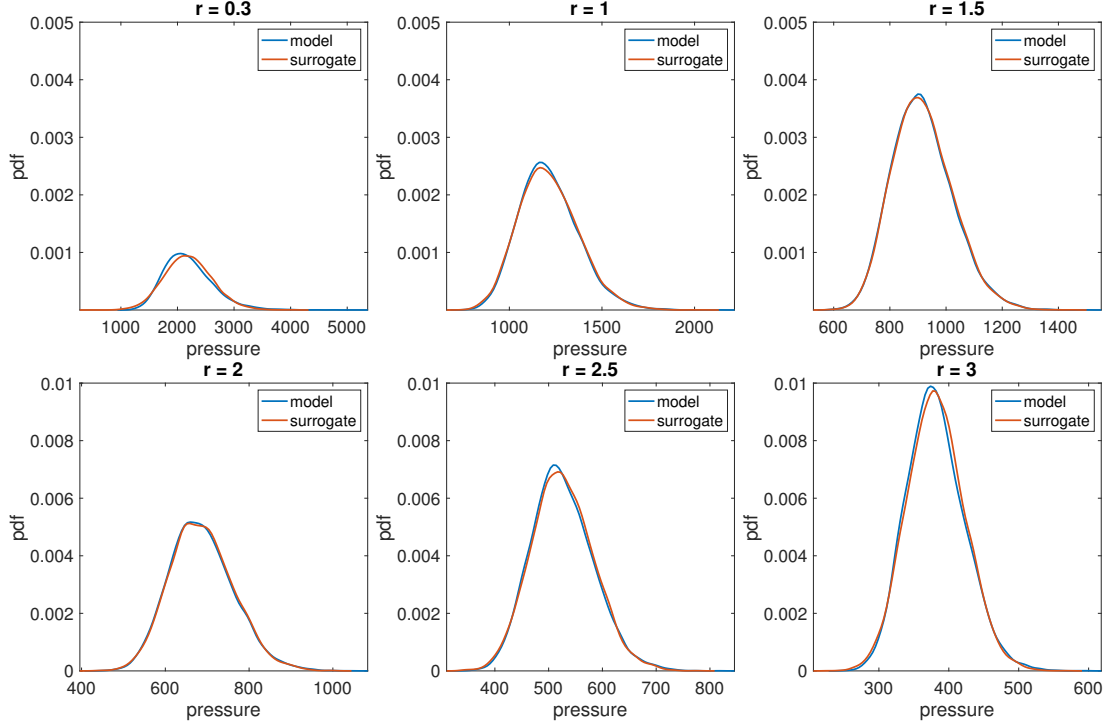 r = 0.3
0.005
0.004
0.003
0.002
0.001
pdf
model
surrogate
1000 2000 3000 4000 5000
pressure
r = 1
0.005
0.004
0.003
0.002
0.001
pdf
model
surrogate
1000 1500 2000
pressure
r = 1.5
0.005
0.004
0.003
0.002
0.001
pdf
model
surrogate
600 800 1000 1200 1400
pressure
r = 2
0.01
0.008
0.006
0.004
0.002
0
pdf
model
surrogate
400 600 800 1000
pressure
r = 2.5
0.01
0.008
0.006
0.004
0.002
0
pdf
model
surrogate
400 500 600 700 800
pressure
r = 3
0.01
0.008
0.006
0.004
0.002
0
pdf
model
surrogate
300 400 500 600
pressure